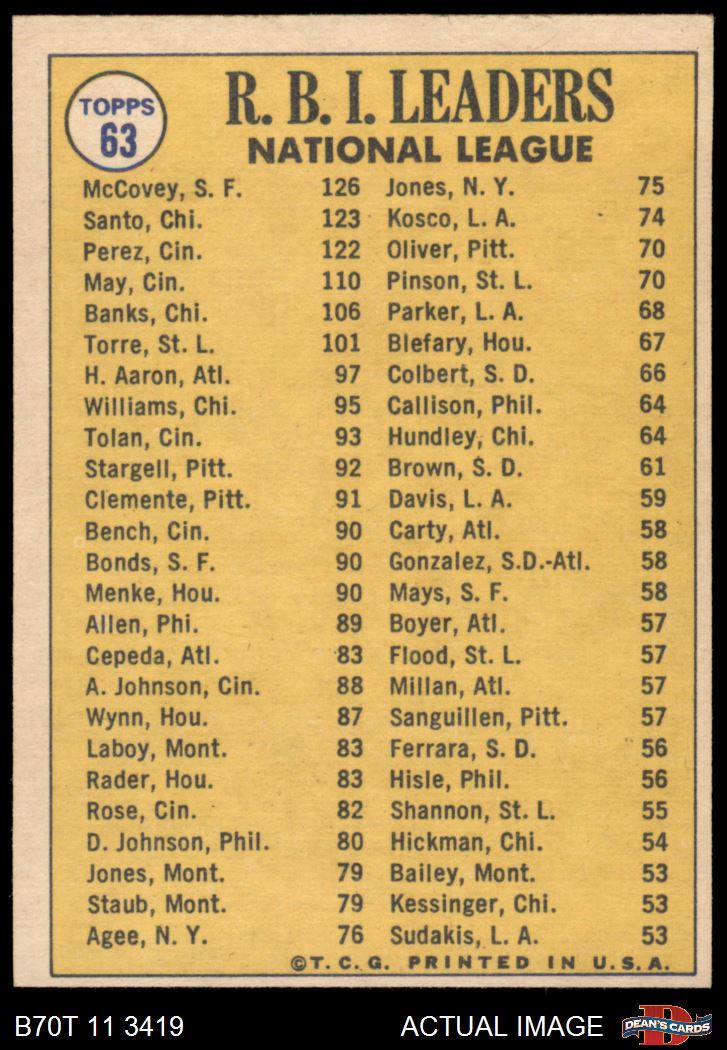 TOPPS
63
R. B. I. LEADERS
NATIONAL LEAGUE
McCovey, S. F. 126 Jones, N. Y. 75
Santo, Chi. 123 Kosco, L. A. 74
Perez, Cin. 122 Oliver, Pitt. 70
May, Cin. 110 Pinson, St. L. 70
Banks, Chi. 106 Parker, L. A. 68
Torre, St. L. 101 Blefary, Hou. 67
H. Aaron, Atl. 97 Colbert, S. D. 66
Williams, Chi. 95 Callison, Phil. 64
Tolan, Cin. 93 Hundley, Chi. 64
Stargell, Pitt. 92 Brown, S. D. 61
Clemente, Pitt. 91 Davis, L. A. 59
Bench, Cin. 90 Carty, Atl. 58
Bonds, S. F. 90 Gonzalez, S.D.-Atl. 58
Menke, Hou. 90 Mays, S. F. 58
Allen, Phi. 89 Boyer, Atl. 57
Cepeda, Atl. 83 Flood, St. L. 57
A. Johnson, Cin. 88 Millan, Atl. 57
Wynn, Hou. 87 Sanguillen, Pitt. 57
Laboy, Mont. 83 Ferrara, S. D. 56
Rader, Hou. 83 Hisle, Phil. 56
Rose, Cin. 82 Shannon, St. L. 55
D. Johnson, Phil. 80 Hickman, Chi. 54
Jones, Mont. 79 Bailey, Mont. 53
Staub, Mont. 79 Kessinger, Chi. 53
Agee, N. Y. 76 Sudakis, L. A. 53
©T. C. G. PRINTED IN U.S.A.
B70T 11 3419 ACTUAL IMAGE
D
DEAN'S CARDS